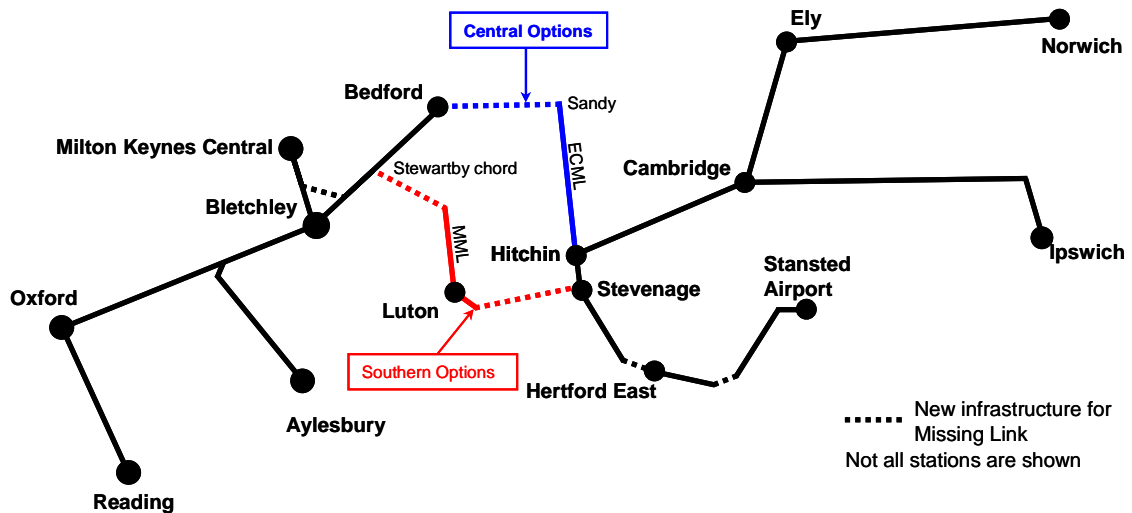 Central Options
Ely
Norwich
Bedford
Sandy
Milton Keynes Central
Stewartby chord
ECML
Cambridge
Bletchley
MML
Hitchin
Ipswich
Stansted
Airport
Stevenage
Oxford
Luton
Southern Options
Hertford East
Aylesbury
New infrastructure for
Missing Link
Not all stations are shown
Reading